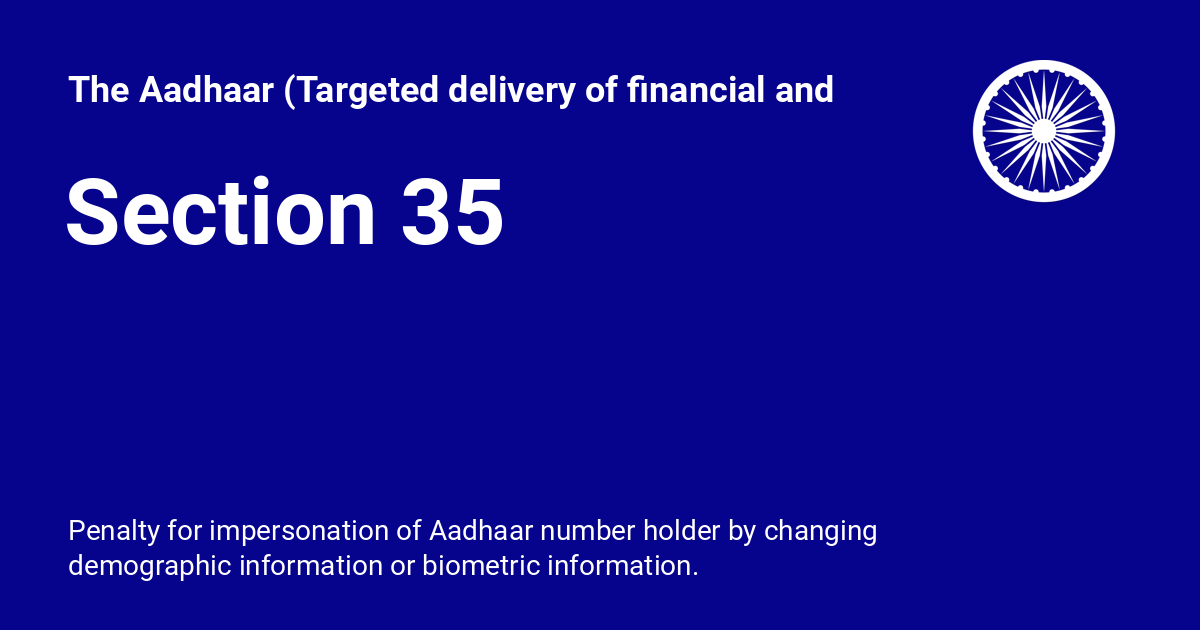 The Aadhaar (Targeted delivery of financial and
Section 35
Penalty for impersonation of Aadhaar number holder by changing
demographic information or biometric information.